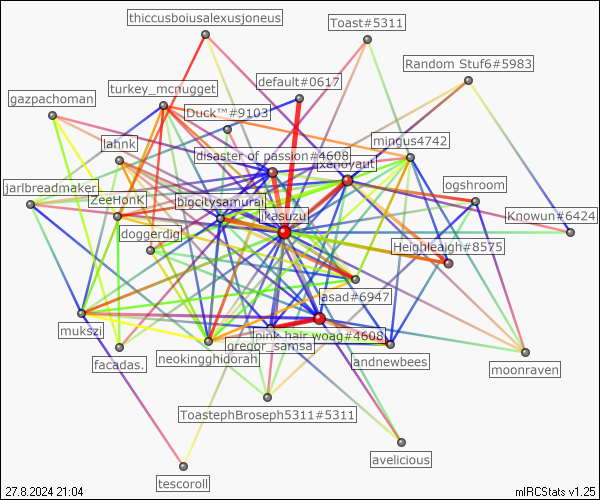 thiccusboiusalexusjoneus
Toast#5311
Random Stuf6#5983
default#0617
turkey_mcnugget
gazpachoman
Duck™#9103
mingus4742
lahnk
disaster of passion#4608
xenoyaut
jarlbreadmaker
ogshroom
ZeeHonK
bigcitysamurai
ikasuzu
Knowun#6424
doggerdig
Heighleaigh#8575
asad#6947
mukszi
pink hair woag#4608
gregor_samsa
facadas.
neokingghidorah
andnewbees
moonraven
ToastephBroseph5311#5311
avelicious
tescoroll
27.8.2024 21:04
mIRCStats v1.25